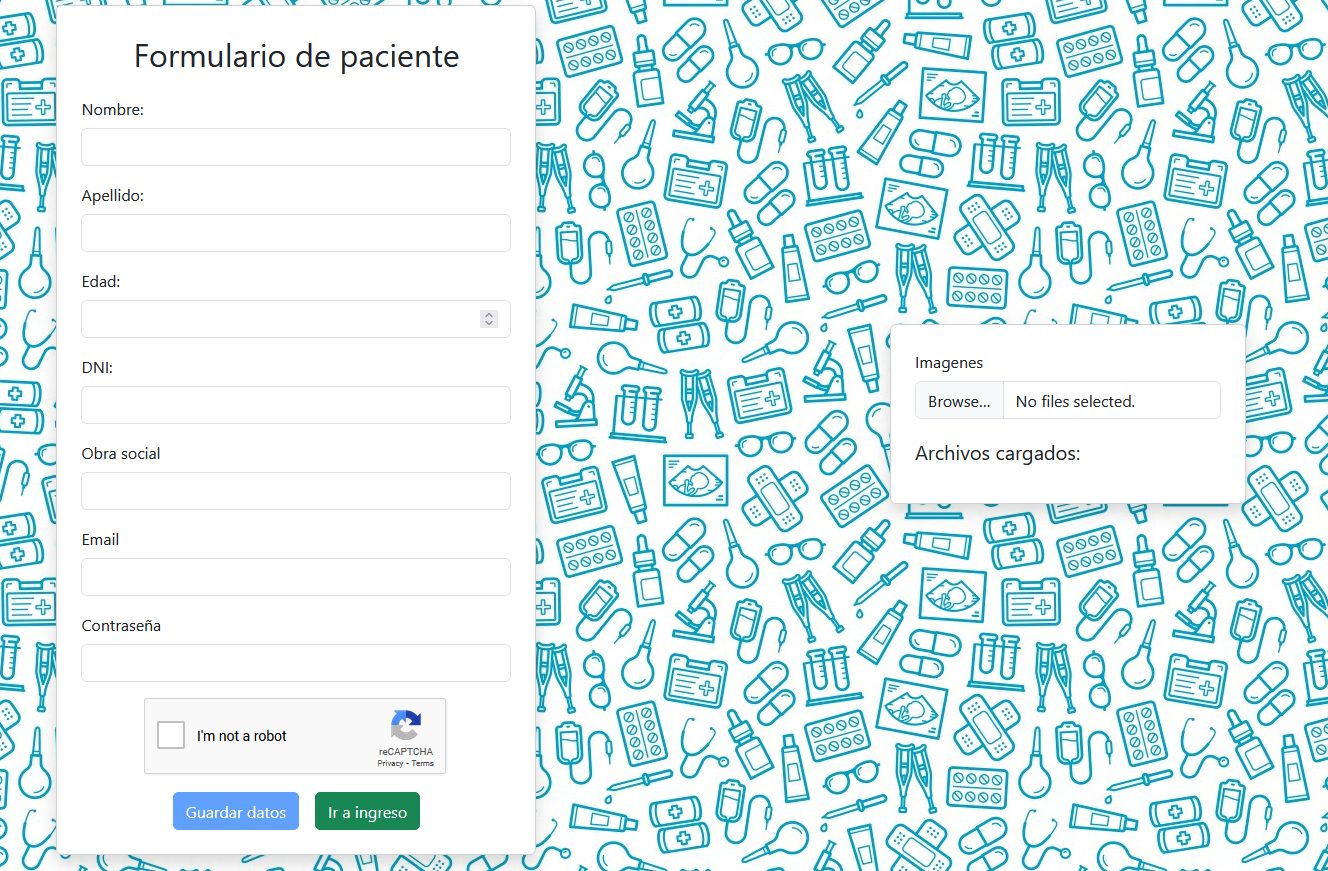 Formulario de paciente
Nombre:
Apellido:
Edad:
DNI:
Obra social
Email
Contraseña
I'm not a robot
reCAPTCHA
Privacy - Terms
Guardar datos
Ir a ingreso
Imagenes
Browse...
No files selected.
Archivos cargados: